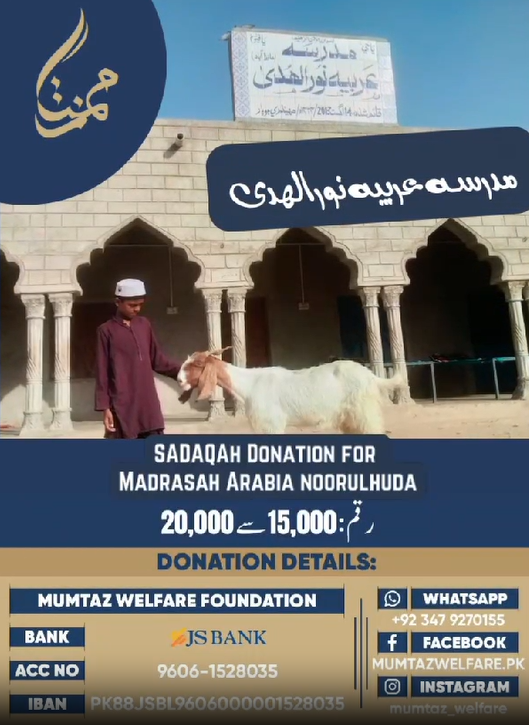 ممتاز
مدرسہ
عربیہ نور الھدیٰ
مدرسہ عربیہ نورالھدی
SADAQAH DONATION FOR
MADRASAH ARABIA NOORULHUDA
رقم: 15,000 سے 20,000
DONATION DETAILS:
MUMTAZ WELFARE FOUNDATION
BANK JS BANK
ACC NO 9606-1528035
IBAN PK88JSBL9606000001528035
WHATSAPP
+92 347 9270155
FACEBOOK
MUMTAZWELFARE.PK
INSTAGRAM
mumtaz_welfare